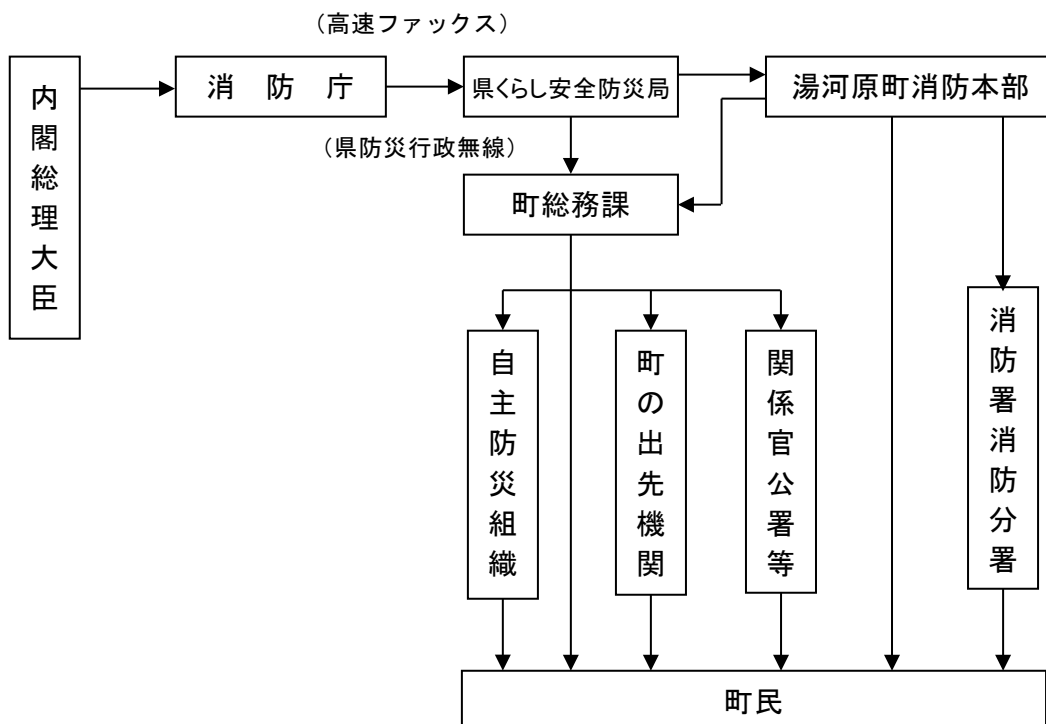 （高速ファックス）
内閣総理大臣
消　防　庁
県くらし安全防災局
湯河原町消防本部
（県防災行政無線）
町総務課
自主防災組織
町の出先機関
関係官公署等
消防署消防分署
町民